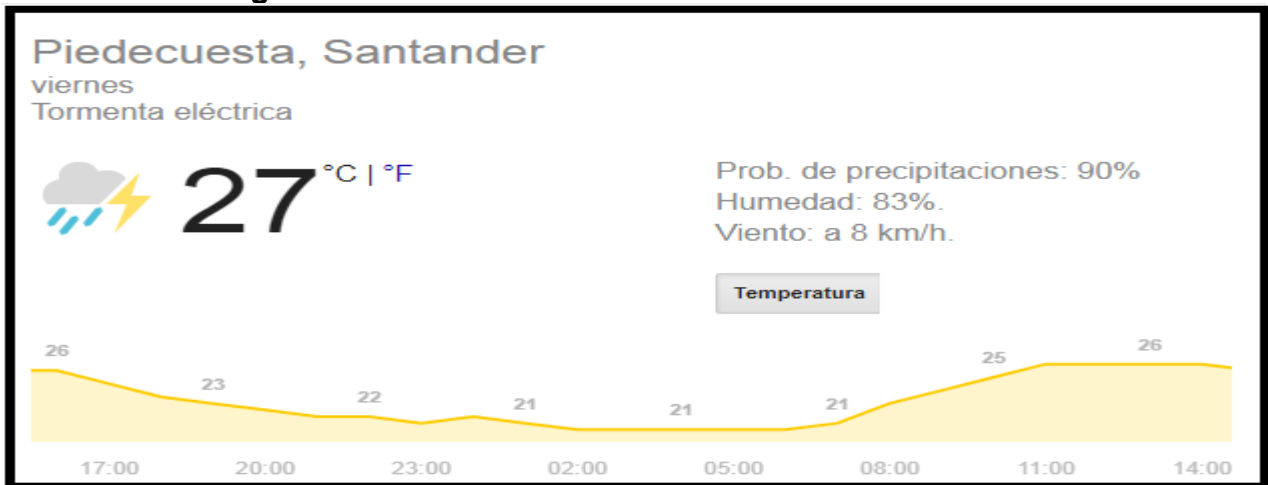 Piedecuesta, Santander
viernes
Tormenta eléctrica
27 °C | °F
Prob. de precipitaciones: 90%
Humedad: 83%.
Viento: a 8 km/h.
Temperatura
26 23 22 21 21 21 25 26
17:00 20:00 23:00 02:00 05:00 08:00 11:00 14:00